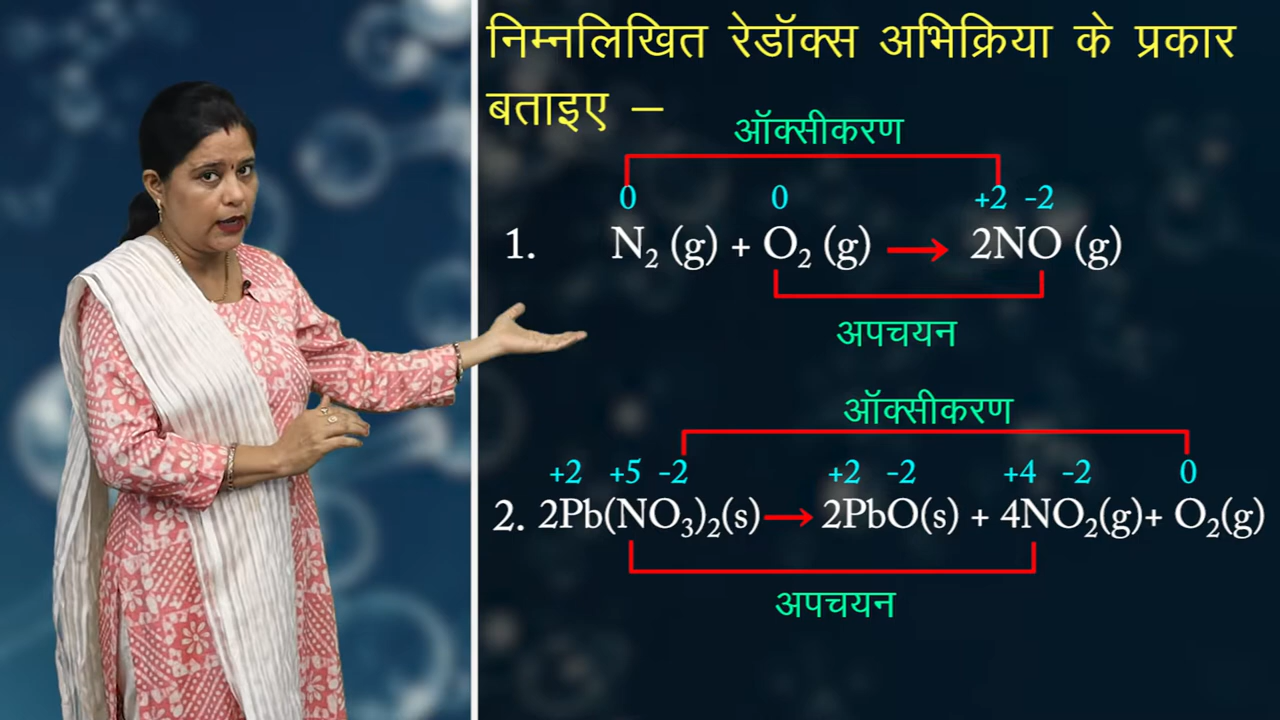 निम्नलिखित रेडॉक्स अभिक्रिया के प्रकार
बताइए –
ऑक्सीकरण
0 0 +2 -2
1. N₂ (g) + O₂ (g) → 2NO (g)
अपचयन
ऑक्सीकरण
+2 +5 -2 +2 -2 +4 -2 0
2. 2Pb(NO₃)₂(s) → 2PbO(s) + 4NO₂(g)+ O₂(g)
अपचयन